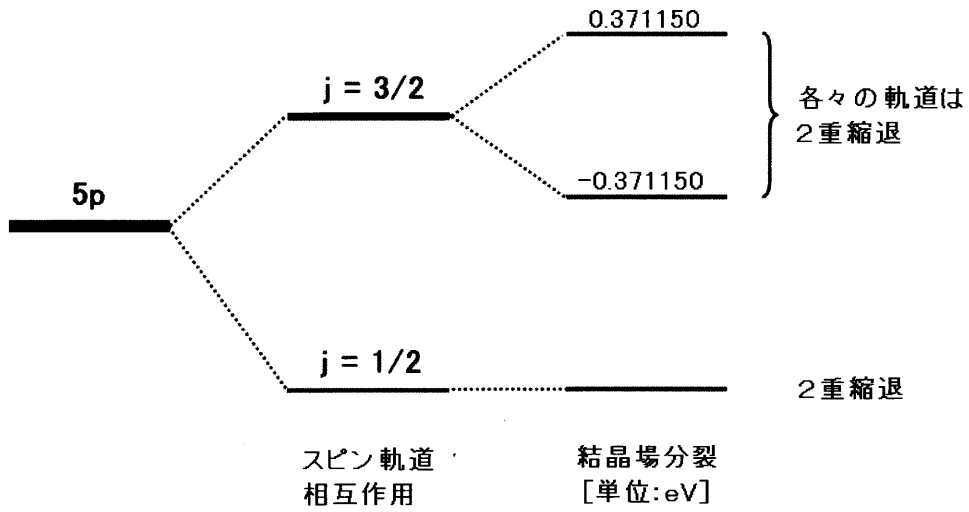 0.371150
j = 3/2
各々の軌道は
2重縮退
5p
-0.371150
j = 1/2
2重縮退
スピン軌道
相互作用
結晶場分裂
[単位:eV]